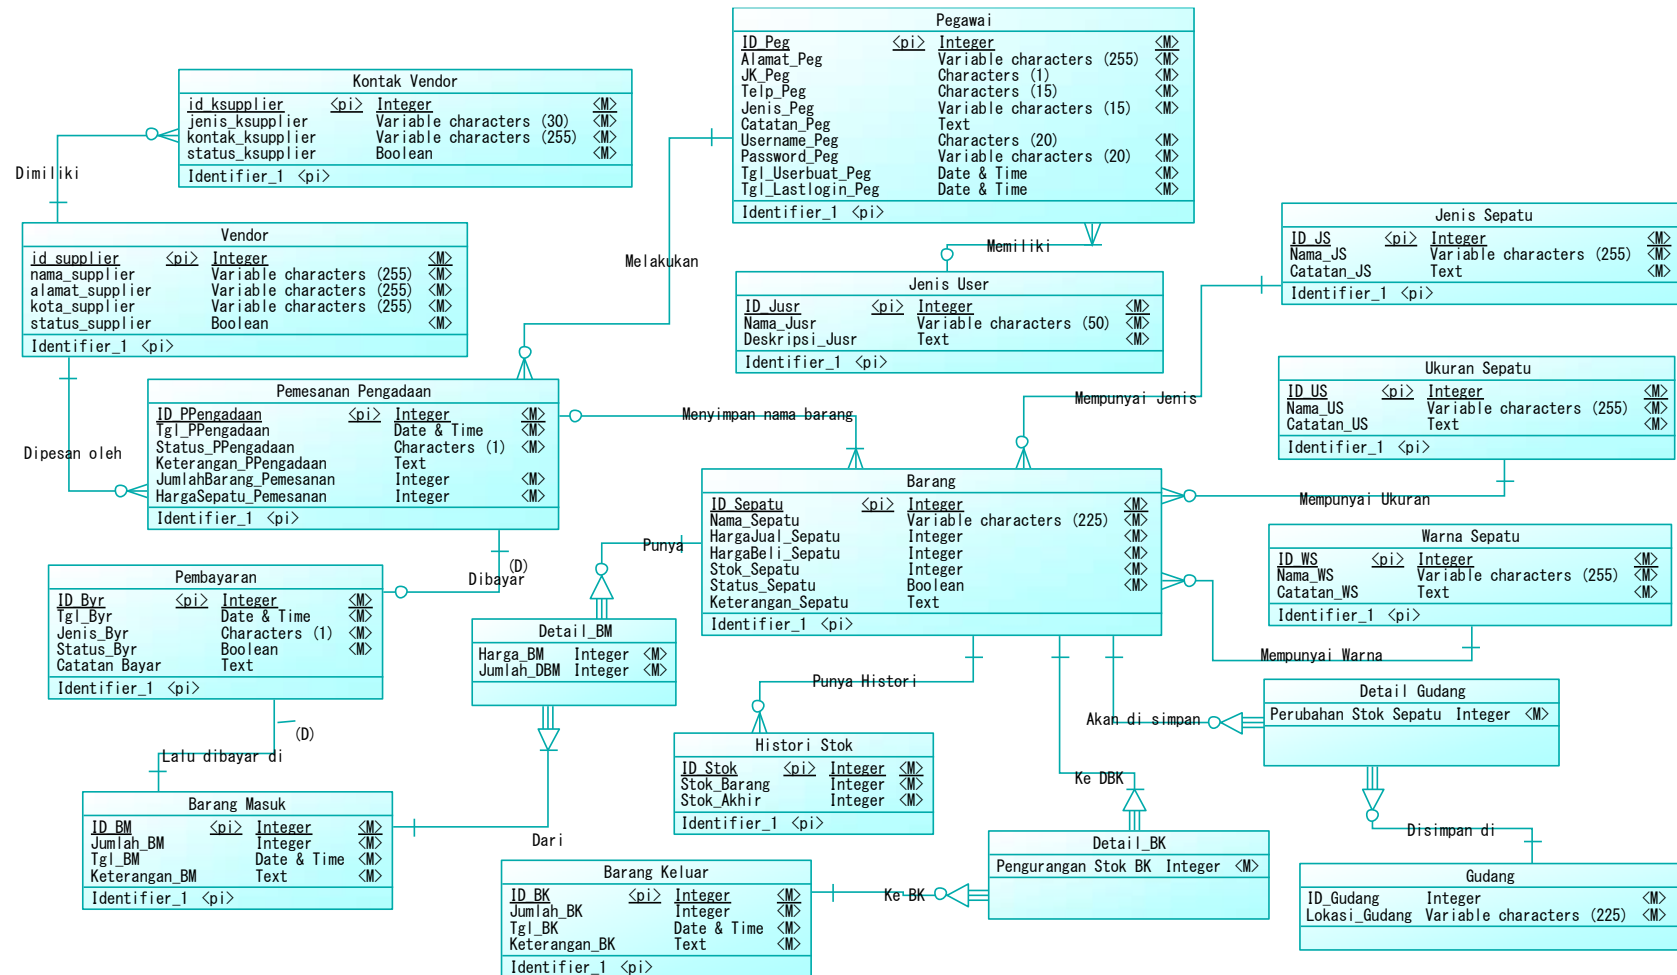 Pegawai
ID_Peg <pi> Integer <M>
Alamat_Peg Variable characters (255) <M>
JK_Peg Characters (1) <M>
Telp_Peg Characters (15) <M>
Jenis_Peg Variable characters (15) <M>
Catatan_Peg Text
Username_Peg Characters (20) <M>
Password_Peg Variable characters (20) <M>
Tgl_Userbuat_Peg Date & Time <M>
Tgl_Lastlogin_Peg Date & Time <M>
Identifier_1 <pi>
Kontak Vendor
id_ksupplier <pi> Integer <M>
jenis_ksupplier Variable characters (30) <M>
kontak_ksupplier Variable characters (255) <M>
status_ksupplier Boolean <M>
Identifier_1 <pi>
Dimiliki
Vendor
id_supplier <pi> Integer <M>
nama_supplier Variable characters (255) <M>
alamat_supplier Variable characters (255) <M>
kota_supplier Variable characters (255) <M>
status_supplier Boolean <M>
Identifier_1 <pi>
Melakukan
Memiliki
Jenis User
ID_Jusr <pi> Integer <M>
Nama_Jusr Variable characters (50) <M>
Deskripsi_Jusr Text <M>
Identifier_1 <pi>
Jenis Sepatu
ID_JS <pi> Integer <M>
Nama_JS Variable characters (255) <M>
Catatan_JS Text <M>
Identifier_1 <pi>
Ukuran Sepatu
ID_US <pi> Integer <M>
Nama_US Variable characters (255) <M>
Catatan_US Text <M>
Identifier_1 <pi>
Pemesanan Pengadaan
ID_PPengadaan <pi> Integer <M>
Tgl_PPengadaan Date & Time <M>
Status_PPengadaan Characters (1) <M>
Keterangan_PPengadaan Text
JumlahBarang_Pemesanan Integer <M>
HargaSepatu_Pemesanan Integer <M>
Identifier_1 <pi>
Dipesan oleh
Menyimpan nama barang
Mempunyai Jenis
Mempunyai Ukuran
Barang
ID_Sepatu <pi> Integer <M>
Nama_Sepatu Variable characters (225) <M>
HargaJual_Sepatu Integer <M>
HargaBeli_Sepatu Integer <M>
Stok_Sepatu Integer <M>
Status_Sepatu Boolean <M>
Keterangan_Sepatu Text
Identifier_1 <pi>
Warna Sepatu
ID_WS <pi> Integer <M>
Nama_WS Variable characters (255) <M>
Catatan_WS Text <M>
Identifier_1 <pi>
Mempunyai Warna
Punya
(D)
Dibayar
Pembayaran
ID_Byr <pi> Integer <M>
Tgl_Byr Date & Time <M>
Jenis_Byr Characters (1) <M>
Status_Byr Boolean <M>
Catatan Bayar Text
Identifier_1 <pi>
Detail_BM
Harga_BM Integer <M>
Jumlah_DBM Integer <M>
Punya Histori
Akan di simpan
Detail Gudang
Perubahan Stok Sepatu Integer <M>
(D)
Lalu dibayar di
Histori Stok
ID_Stok <pi> Integer <M>
Stok_Barang Integer <M>
Stok_Akhir Integer <M>
Identifier_1 <pi>
Ke DBK
Barang Masuk
ID_BM <pi> Integer <M>
Jumlah_BM Integer <M>
Tgl_BM Date & Time <M>
Keterangan_BM Text <M>
Identifier_1 <pi>
Dari
Disimpan di
Detail_BK
Pengurangan Stok BK Integer <M>
Barang Keluar
ID_BK <pi> Integer <M>
Jumlah_BK Integer <M>
Tgl_BK Date & Time <M>
Keterangan_BK Text <M>
Identifier_1 <pi>
Ke BK
Gudang
ID_Gudang Integer <M>
Lokasi_Gudang Variable characters (225) <M>